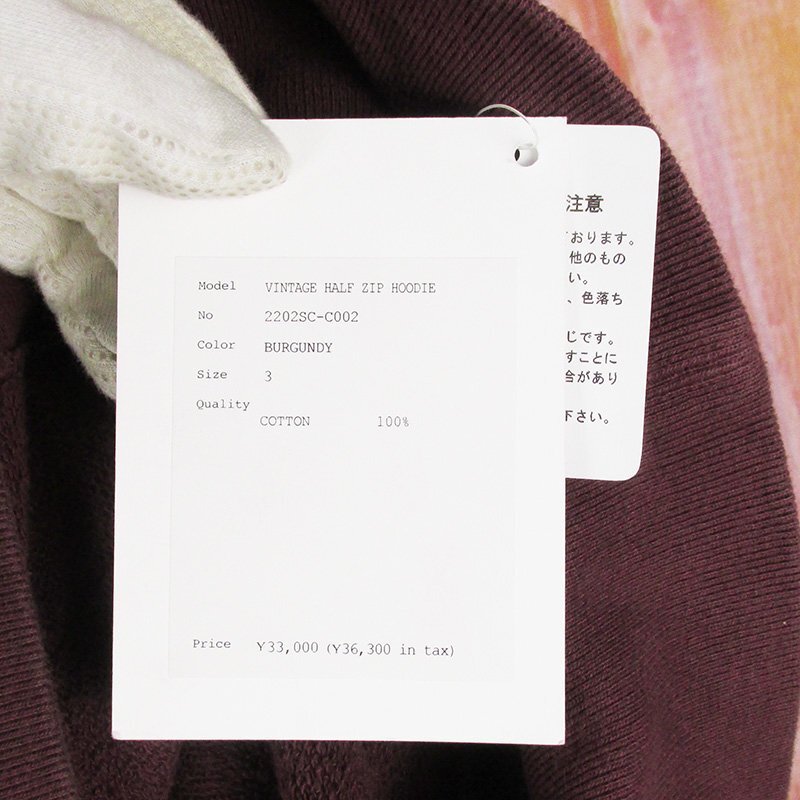 Model VINTAGE HALF ZIP HOODIE
No 2202SC-C002
Color BURGUNDY
Size 3
Quality
COTTON 100%
Price Y33,000 (Y36,300 in tax)
注意
おります。
他のもの
い。
、色落ち
じです。
すことに
合があり
下さい。